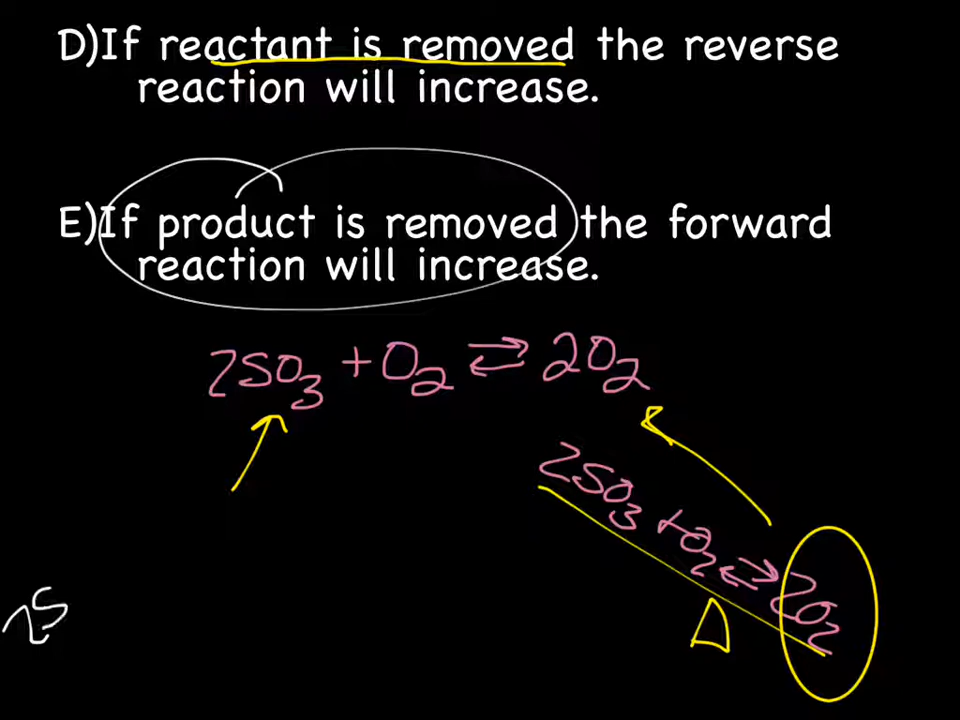 D)If reactant is removed the reverse
reaction will increase.
E)If product is removed the forward
reaction will increase.
2SO₃ + O₂ ⇌ 2O₂
2SO₃ + O₂ ⇌ 2O₂
2S